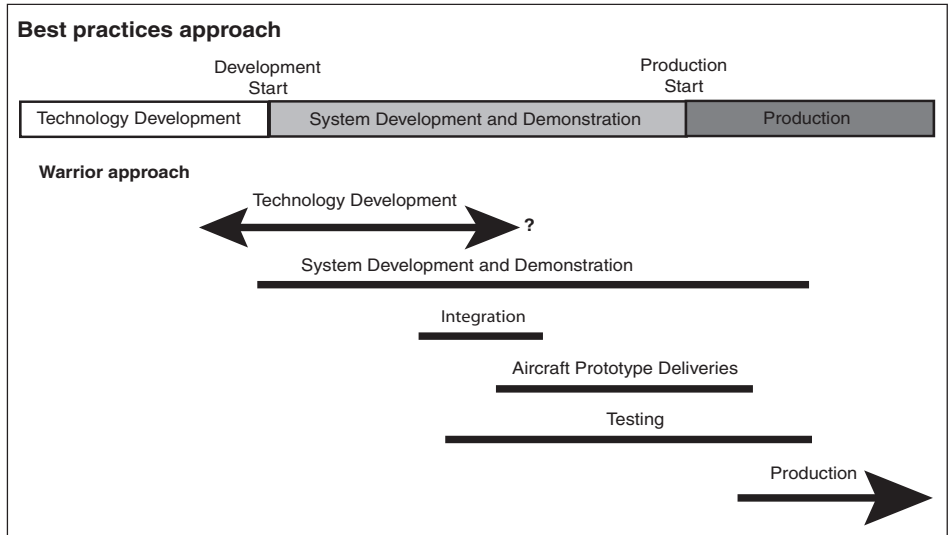 Best practices approach
Development
Start
Production
Start
Technology Development
System Development and Demonstration
Production
Warrior approach
Technology Development
?
System Development and Demonstration
Integration
Aircraft Prototype Deliveries
Testing
Production